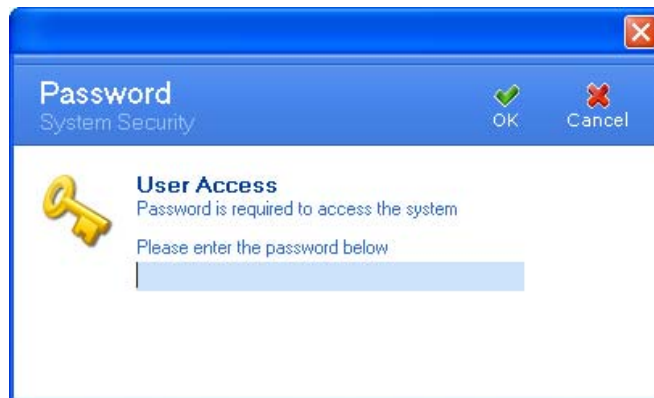 Password
System Security
OK
Cancel
User Access
Password is required to access the system
Please enter the password below